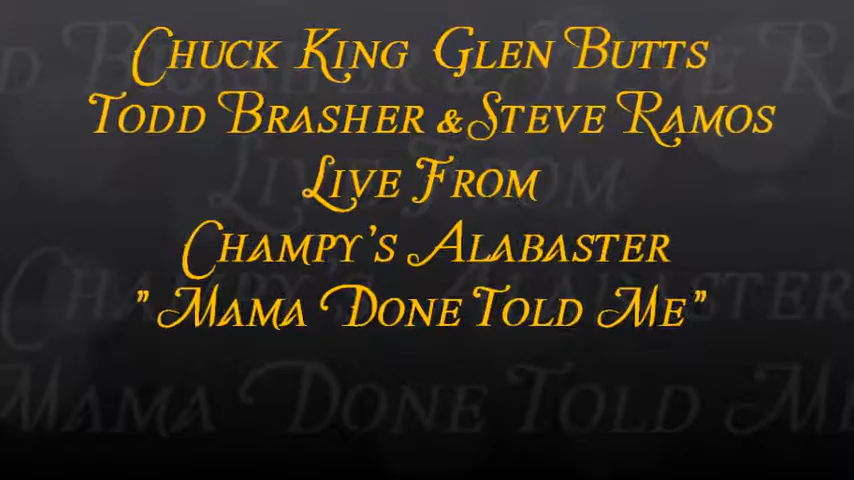 Chuck King Glen Butts
Todd Brasher & Steve Ramos
Live From
Champy's Alabaster
"Mama Done Told Me"